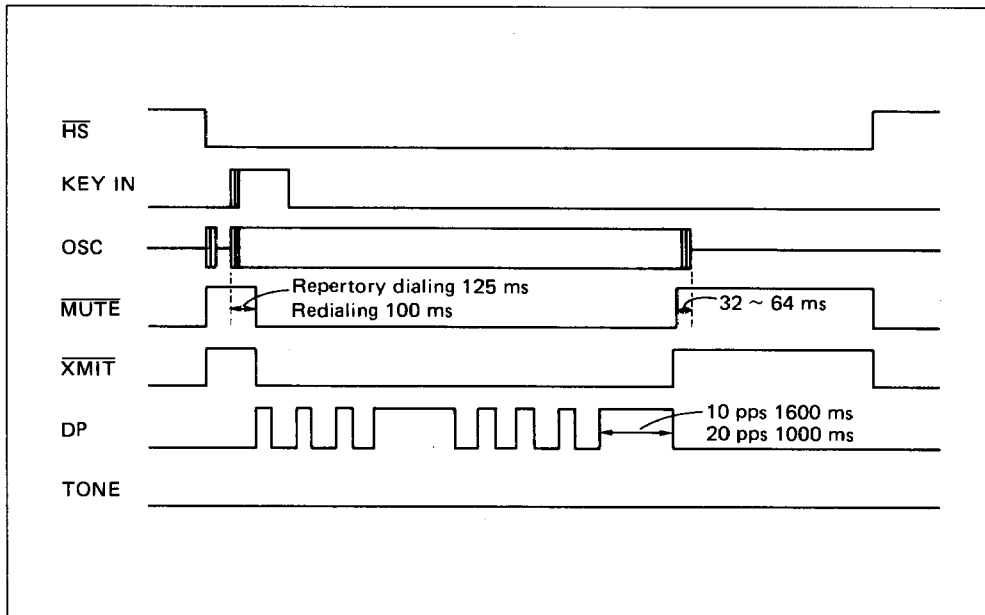 HS
KEY IN
OSC
Repertory dialing 125 ms
Redialing 100 ms
MUTE
32 ~ 64 ms
XMIT
DP
10 pps 1600 ms
20 pps 1000 ms
TONE